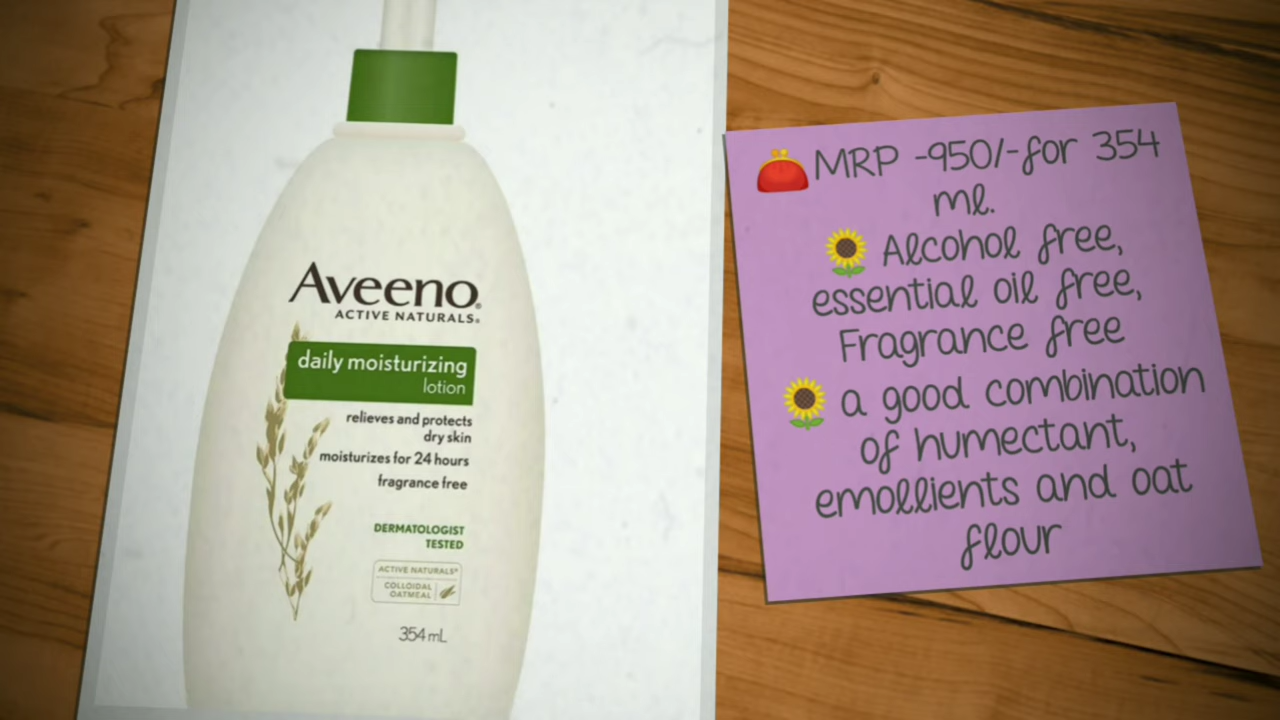 Aveeno®
ACTIVE NATURALS®
daily moisturizing
lotion
relieves and protects
dry skin
moisturizes for 24 hours
fragrance free
DERMATOLOGIST
TESTED
ACTIVE NATURALS®
COLLOIDAL
OATMEAL
354 mL
MRP -950/-for 354
ml.
Alcohol free,
essential oil free,
Fragrance free
a good combination
of humectant,
emollients and oat
flour